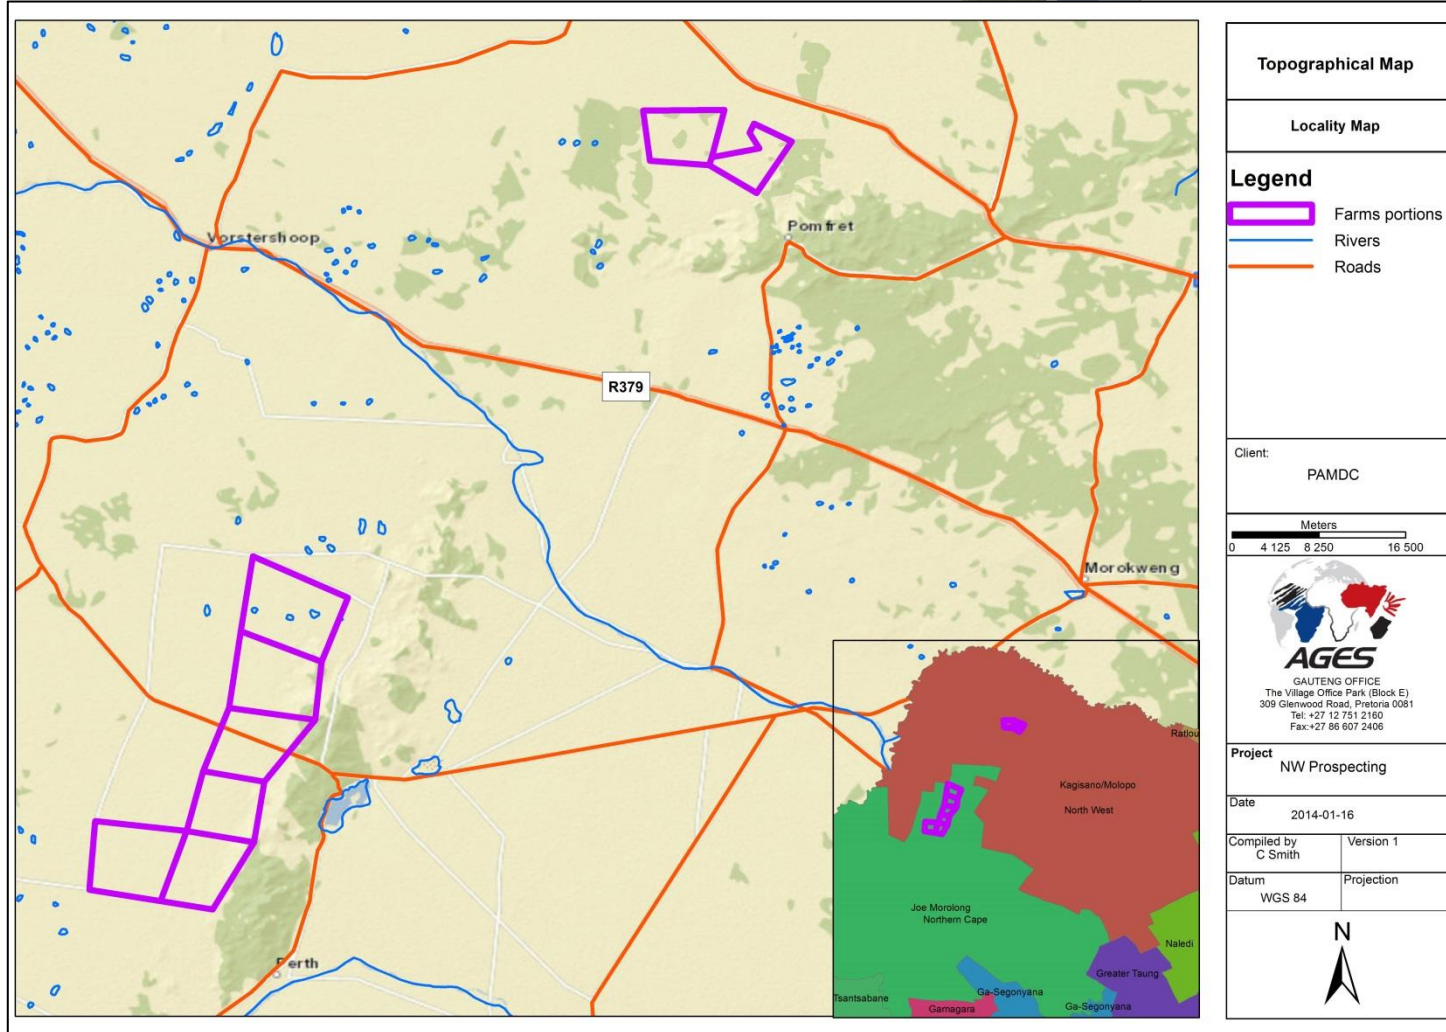 Vorstershoop
Pomfret
R379
Morokweng
Perth
Ratlou
Kagisano/Molopo
North West
Joe Morolong
Northern Cape
Naledi
Greater Taung
Tsantsabane
Ga-Segonyana
Gamagara
Ga-Segonyana
Topographical Map
Locality Map
Legend
Farms portions
Rivers
Roads
Client:
PAMDC
Meters
0 4 125 8 250 16 500
AGES
GAUTENG OFFICE
The Village Office Park (Block E)
309 Glenwood Road, Pretoria 0081
Tel: +27 12 751 2160
Fax:+27 86 607 2406
Project
NW Prospecting
Date
2014-01-16
Compiled by
C Smith
Version 1
Datum
WGS 84
Projection
N